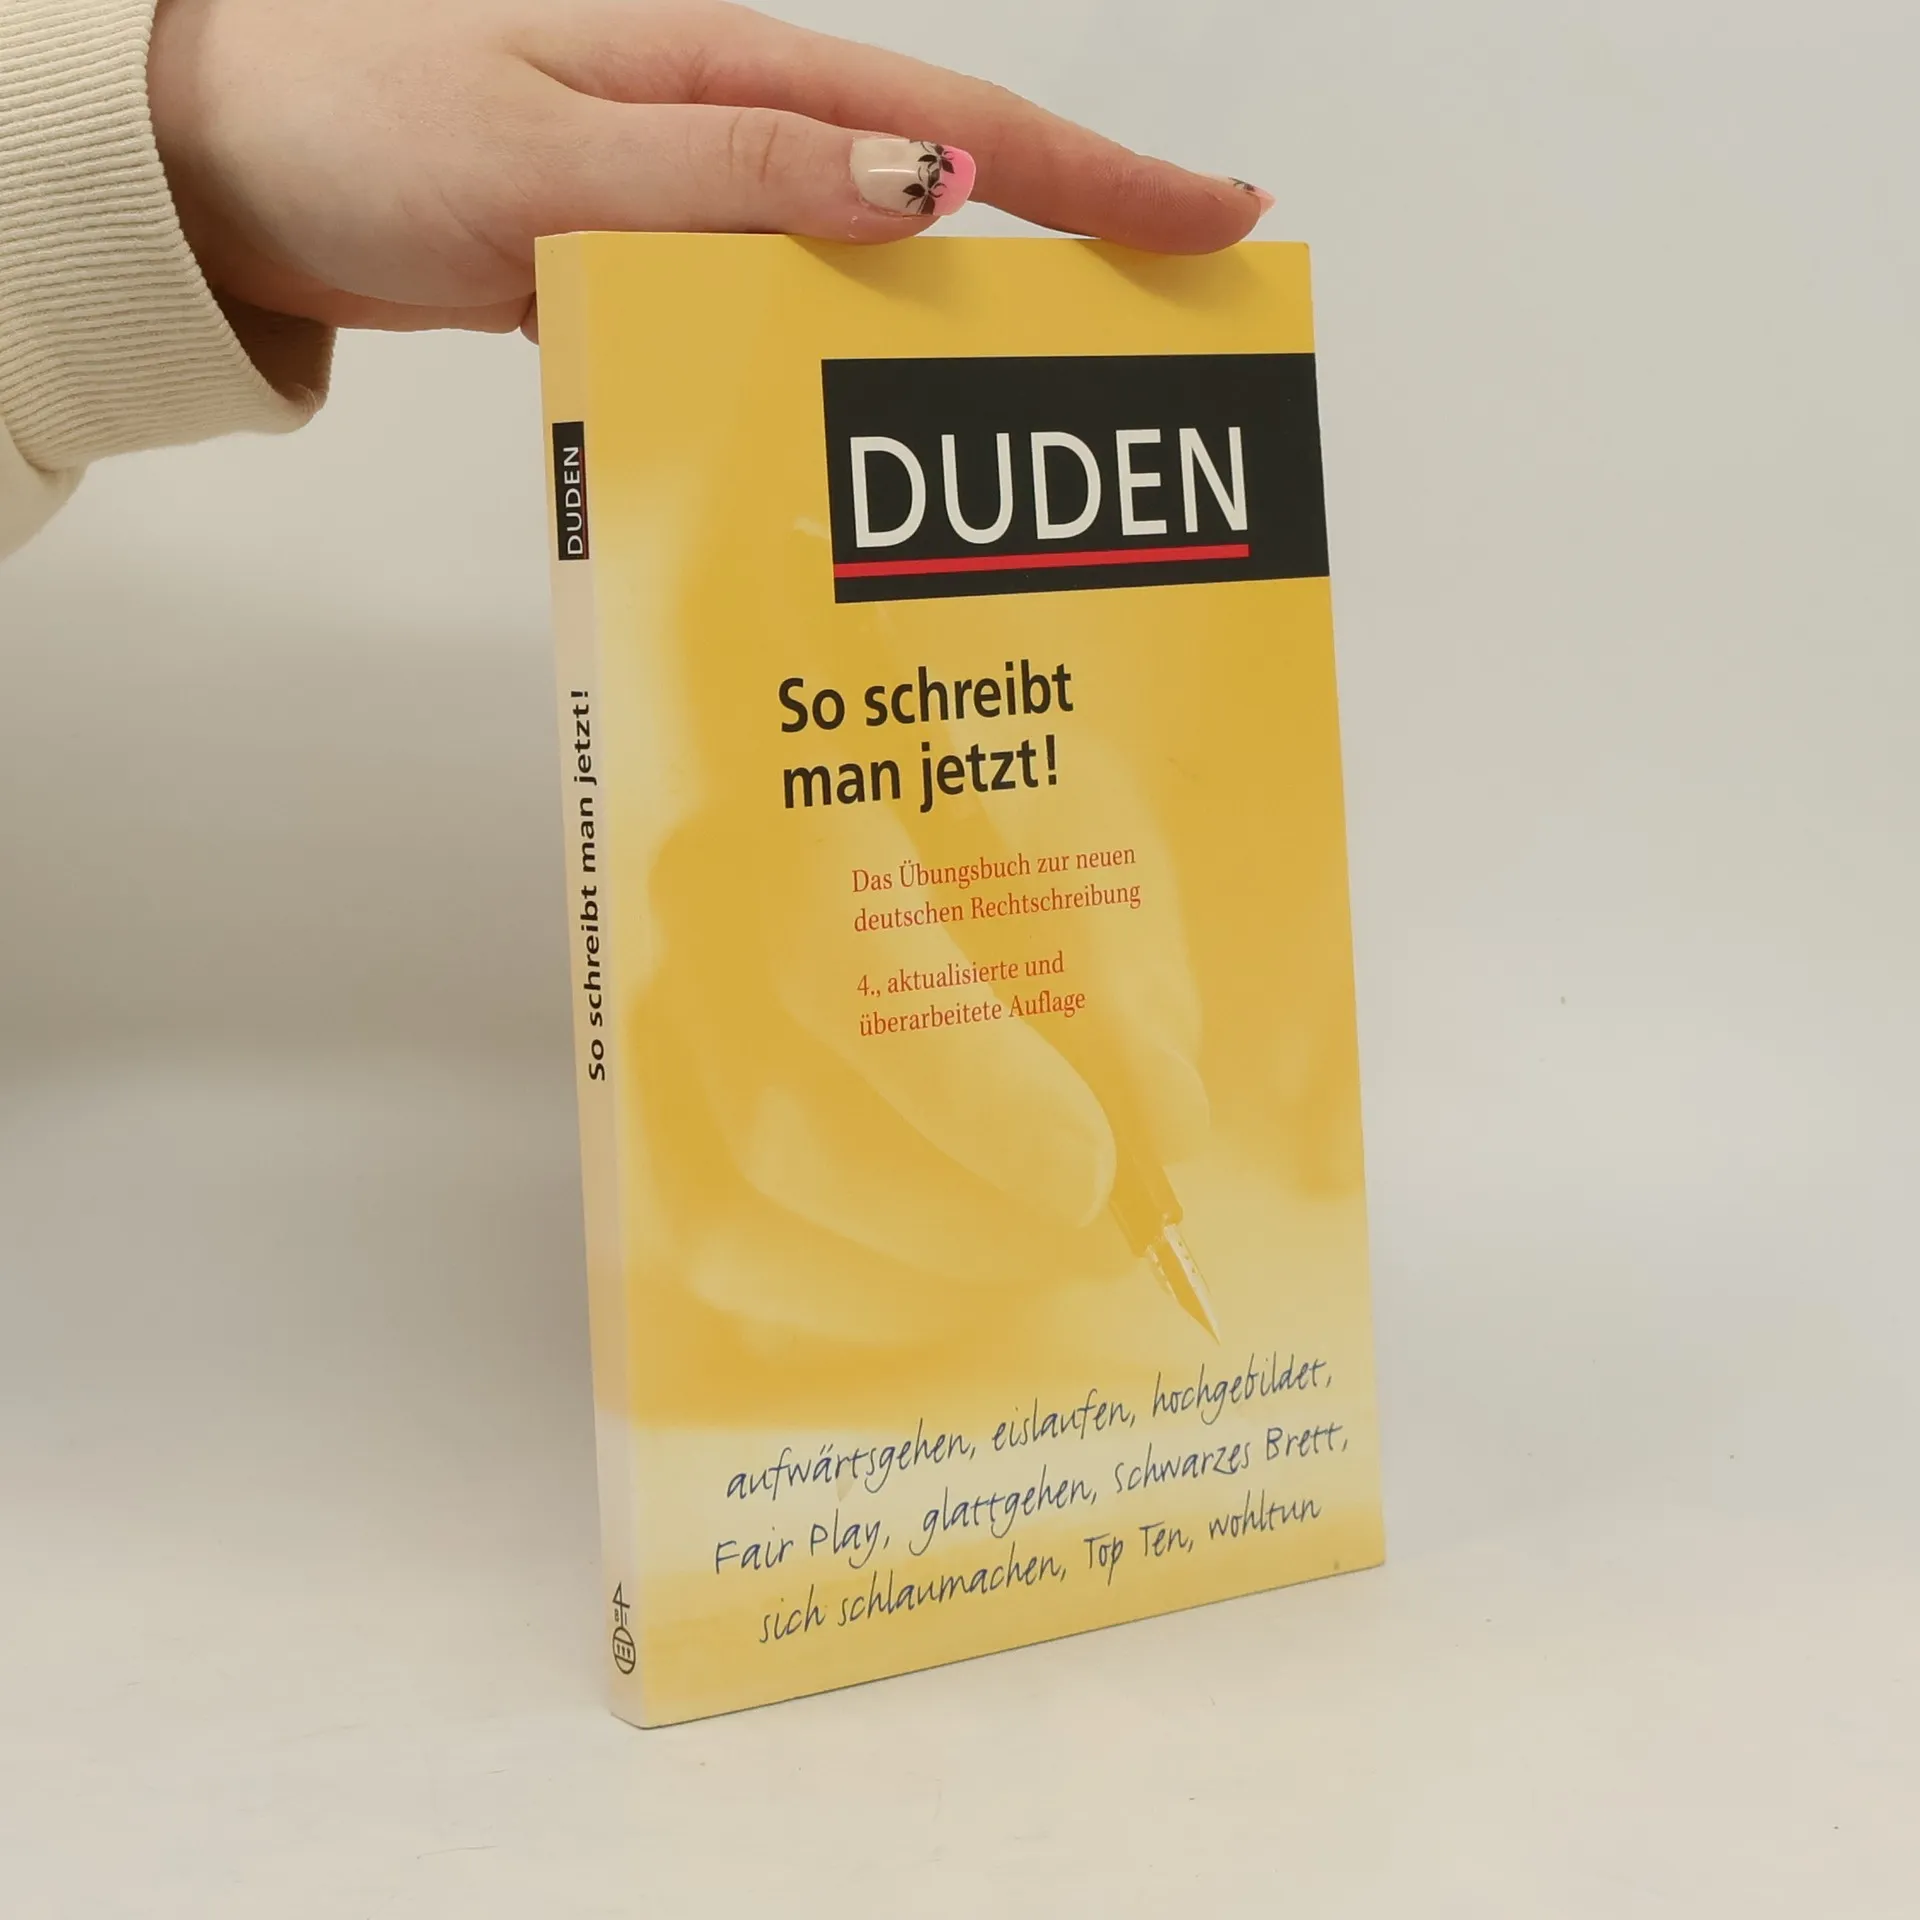 DUDEN
So schreibt man jetzt!
DUDEN
So schreibt
man jetzt!
Das Übungsbuch zur neuen
deutschen Rechtschreibung
4., aktualisierte und
überarbeitete Auflage
aufwärtsgehen, eislaufen, hochgebildet,
Fair Play, glattgehen, schwarzes Brett,
sich schlaumachen, Top Ten, wohltun